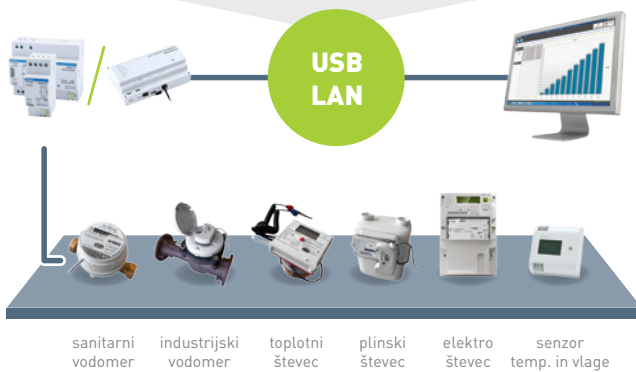 USB
LAN
sanitarni
vodomer
industrijski
vodomer
toplotni
števec
plinski
števec
elektro
števec
senzor
temp. in vlage